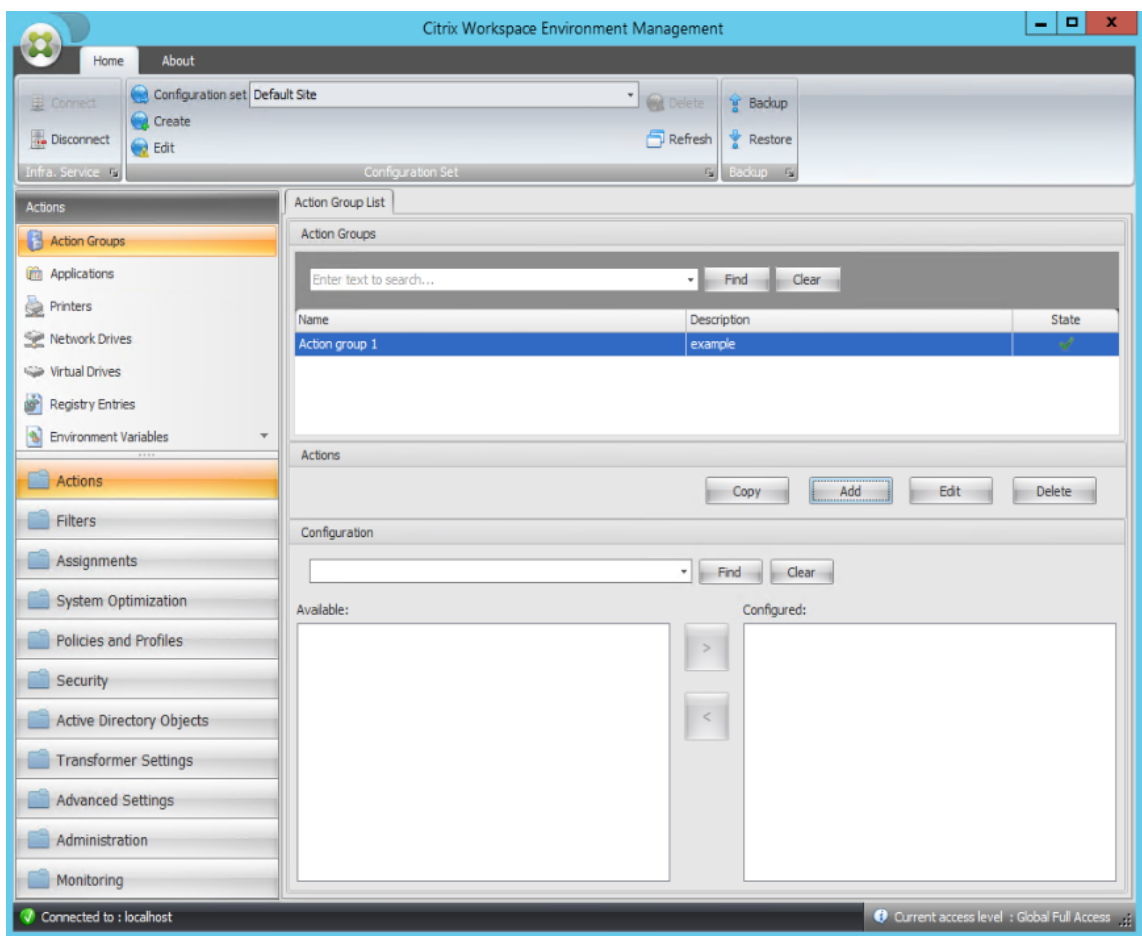 Citrix Workspace Environment Management
Home About
Connect
Disconnect
Infra. Service
Configuration set Default Site
Create
Edit
Delete
Refresh
Configuration Set
Backup
Restore
Backup
Actions
Action Groups
Applications
Printers
Network Drives
Virtual Drives
Registry Entries
Environment Variables
Actions
Filters
Assignments
System Optimization
Policies and Profiles
Security
Active Directory Objects
Transformer Settings
Advanced Settings
Administration
Monitoring
Action Group List
Action Groups
Enter text to search... Find Clear
Name Description State
Action group 1 example
Actions
Copy Add Edit Delete
Configuration
Find Clear
Available: Configured:
>
<
Connected to : localhost
Current access level : Global Full Access